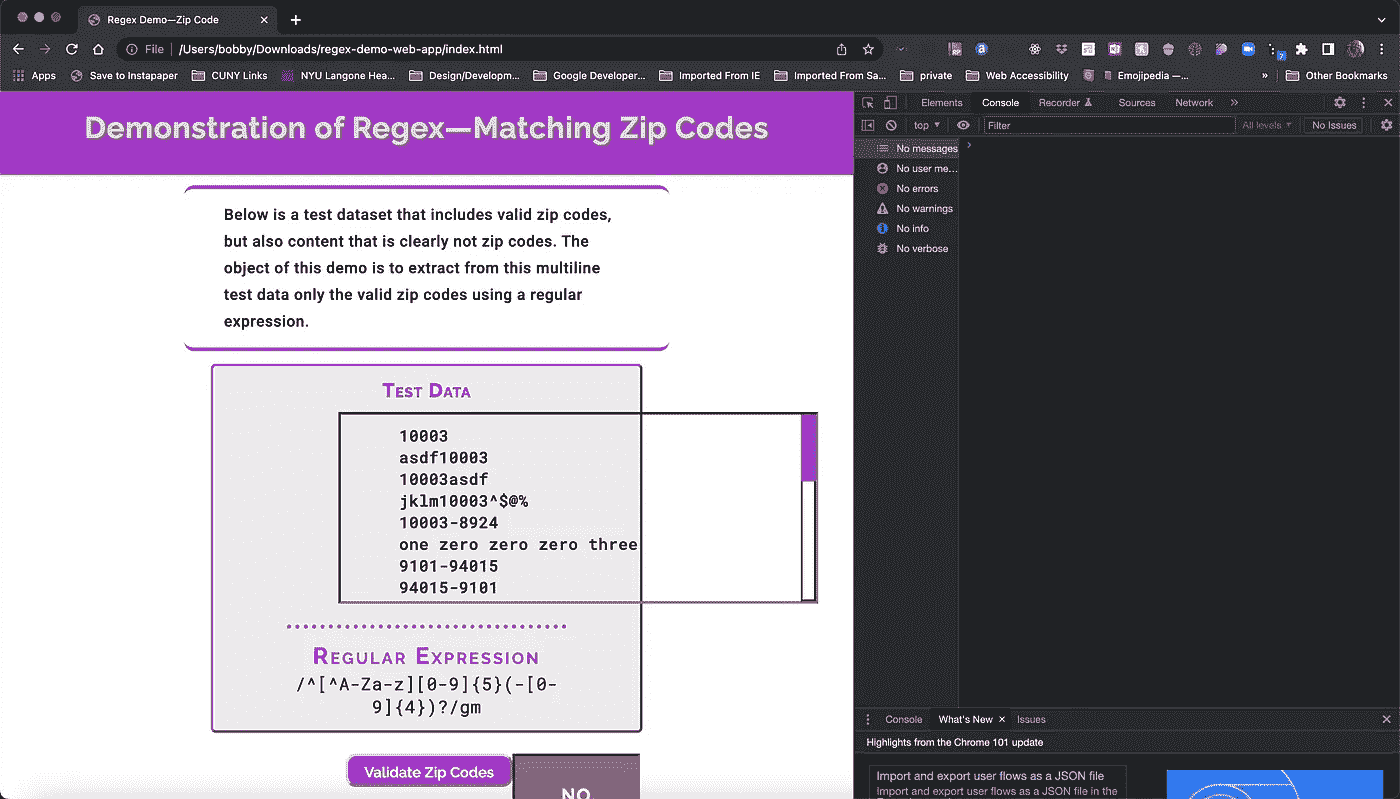 Regex Demo—Zip Code
File /Users/bobby/Downloads/regex-demo-web-app/index.html
Apps Save to Instapaper CUNY Links NYU Langone Hea... Design/Developm... Google Developer... Imported From IE Imported From Sa... private Web Accessibility Emojipedia —... » Other Bookmarks
Demonstration of Regex—Matching Zip Codes
Below is a test dataset that includes valid zip codes,
but also content that is clearly not zip codes. The
object of this demo is to extract from this multiline
test data only the valid zip codes using a regular
expression.
Test Data
10003
asdf10003
10003asdf
jklm10003^$@%
10003-8924
one zero zero zero three
9101-94015
94015-9101
Regular Expression
/^[^A-Za-z][0-9]{5}(-[0-
9]{4})?/gm
Validate Zip Codes
NO
Elements Console Recorder Sources Network »
top Filter All levels No Issues
No messages
No user me...
No errors
No warnings
No info
No verbose
Console What's New Issues
Highlights from the Chrome 101 update
Import and export user flows as a JSON file
Import and export user flows as a JSON file in the